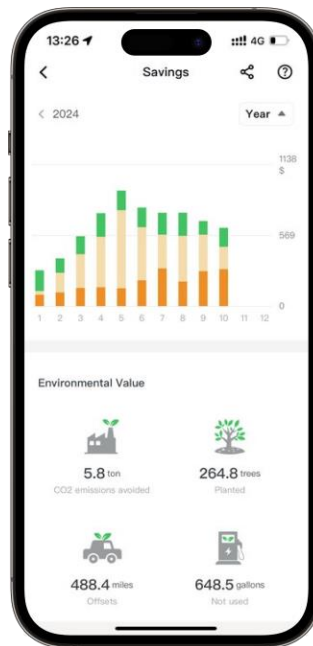 13:26 4G
Savings
2024 Year
1138
$
569
0
1 2 3 4 5 6 7 8 9 10 11 12
Environmental Value
5.8 ton 264.8 trees
CO2 emissions avoided Planted
488.4 miles 648.5 gallons
Offsets Not used